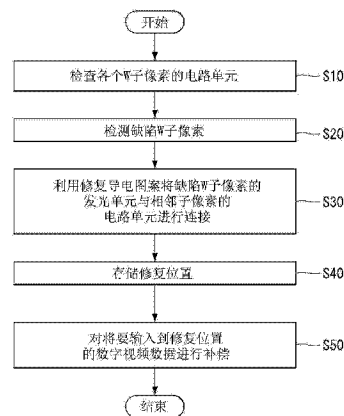 开始
检查各个W子像素的电路单元
S10
检测缺陷W子像素
S20
利用修复导电图案将缺陷W子像素的
发光单元与相邻子像素的
电路单元进行连接
S30
存储修复位置
S40
对将要输入到修复位置
的数字视频数据进行补偿
S50
结束